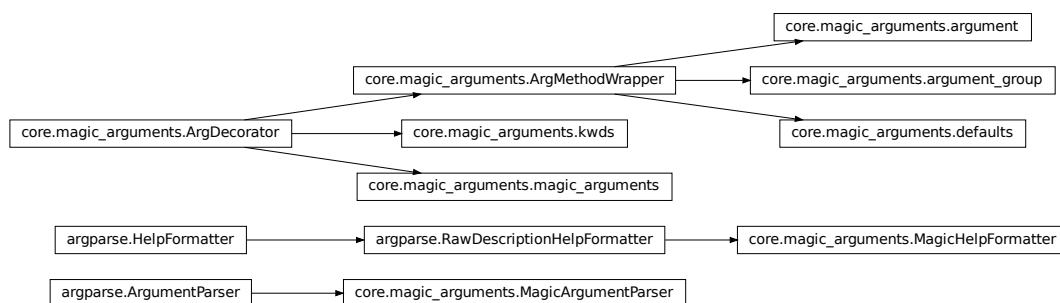 core.magic_arguments.argument
core.magic_arguments.ArgMethodWrapper
core.magic_arguments.argument_group
core.magic_arguments.ArgDecorator
core.magic_arguments.kwds
core.magic_arguments.defaults
core.magic_arguments.magic_arguments
argparse.HelpFormatter
argparse.RawDescriptionHelpFormatter
core.magic_arguments.MagicHelpFormatter
argparse.ArgumentParser
core.magic_arguments.MagicArgumentParser